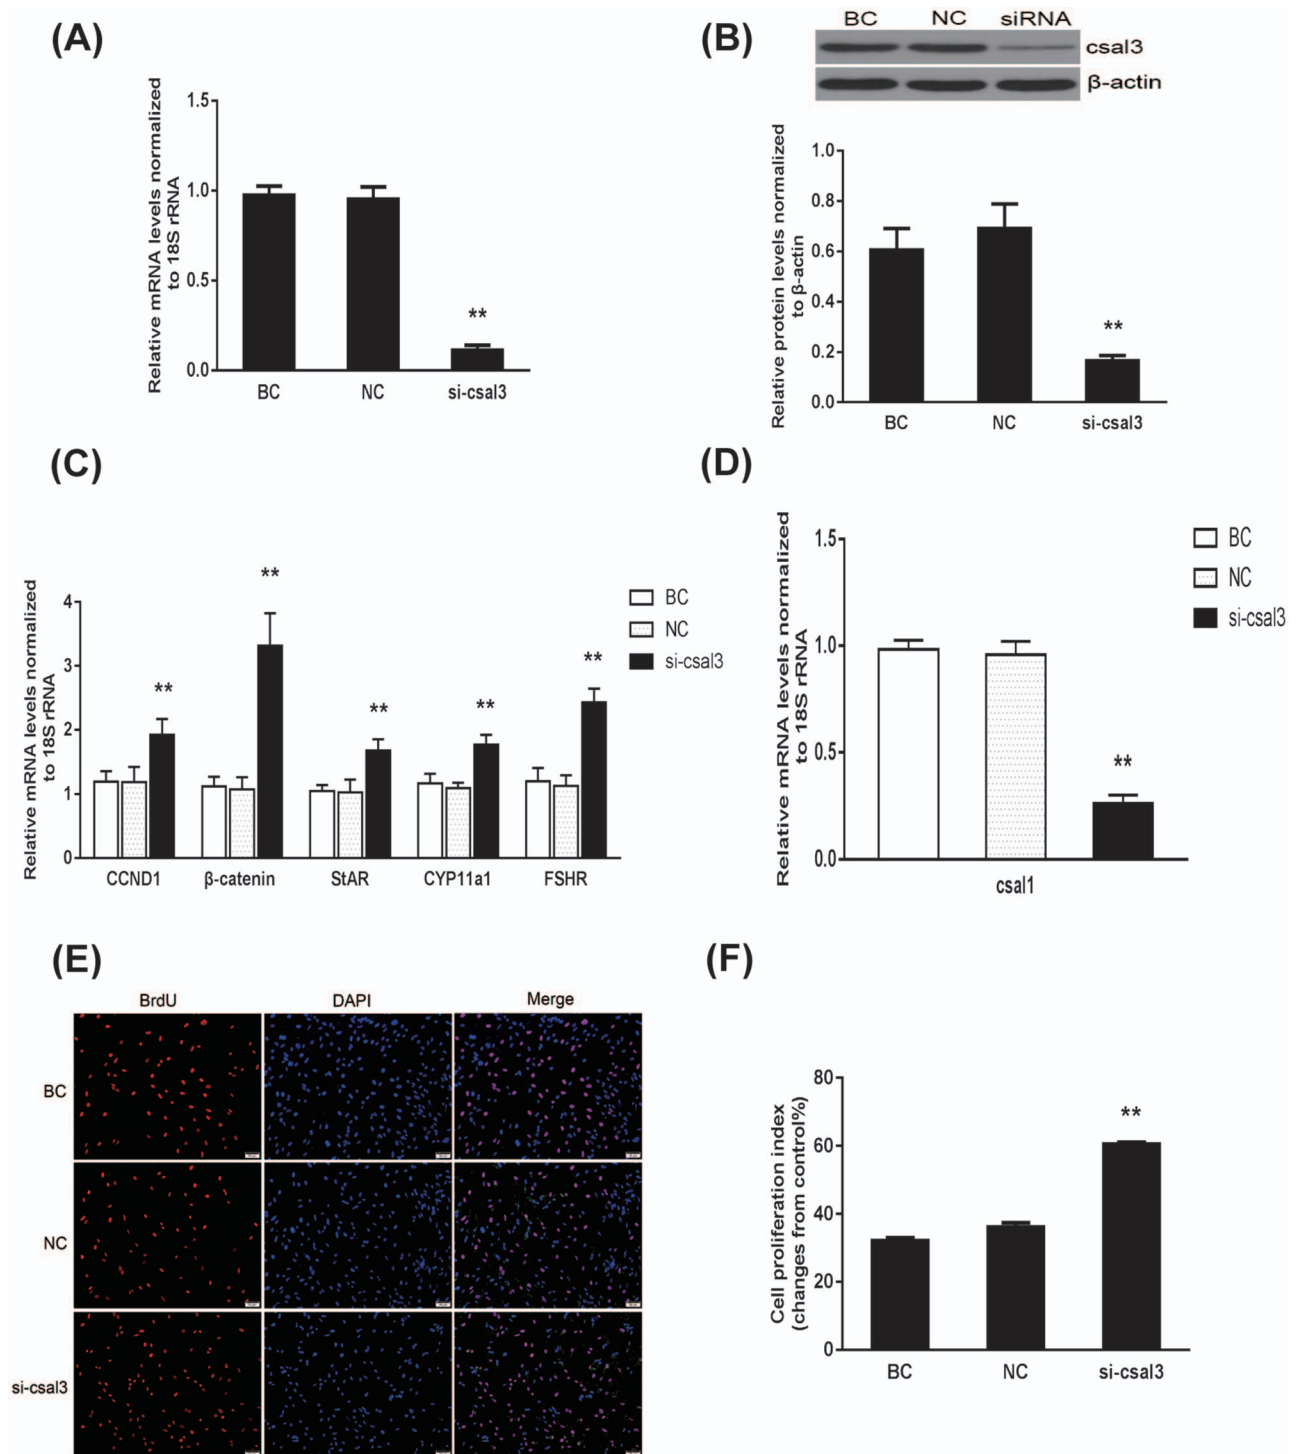 (A)
Relative mRNA levels normalized
to 18S rRNA
1.5
1.0
0.5
0.0
**
BC NC si-csal3
(B)
BC NC siRNA
csal3
β-actin
Relative protein levels normalized
to β-actin
1.0
0.8
0.6
0.4
0.2
0.0
**
BC NC si-csal3
(C)
Relative mRNA levels normalized
to 18S rRNA
4
3
2
1
0
** ** ** ** **
BC
NC
si-csal3
CCND1 β-catenin StAR CYP11a1 FSHR
(D)
Relative mRNA levels normalized
to 18S rRNA
1.5
1.0
0.5
0.0
**
BC
NC
si-csal3
csal1
(E)
BrdU DAPI Merge
BC
NC
si-csal3
(F)
Cell proliferation index
(changes from control%)
80
60
40
20
0
**
BC NC si-csal3